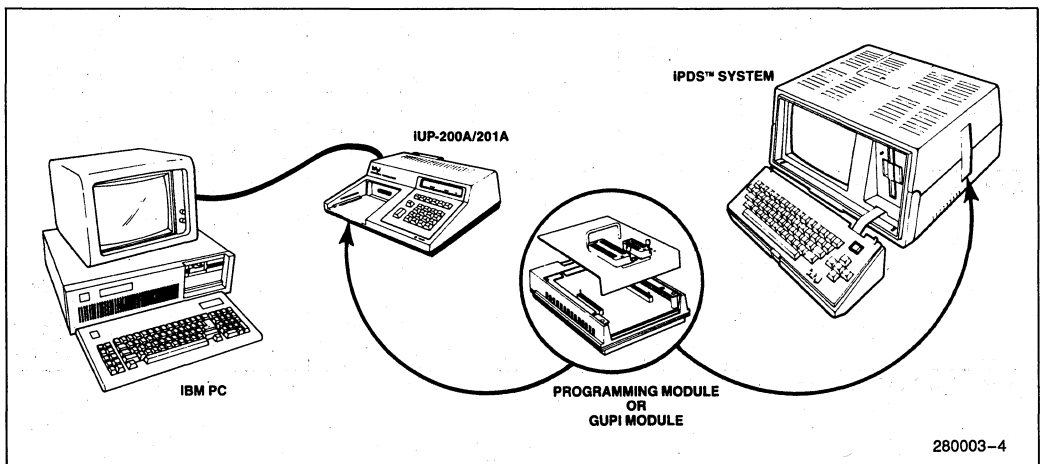 iPDS™ SYSTEM
iUP-200A/201A
IBM PC
PROGRAMMING MODULE
OR
GUPI MODULE
280003-4